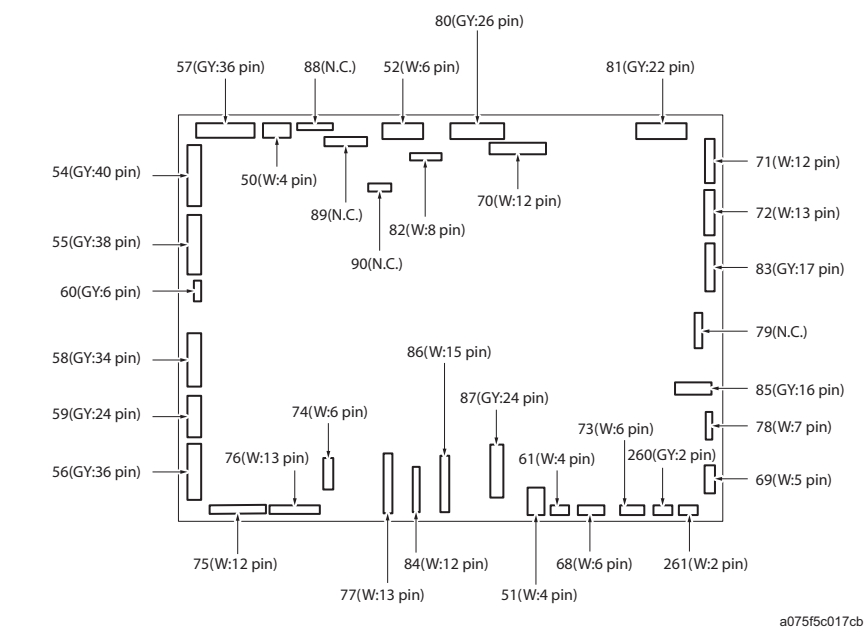 80(GY:26 pin)
57(GY:36 pin)
88(N.C.)
52(W:6 pin)
81(GY:22 pin)
54(GY:40 pin)
50(W:4 pin)
71(W:12 pin)
89(N.C.)
82(W:8 pin)
70(W:12 pin)
72(W:13 pin)
55(GY:38 pin)
90(N.C.)
83(GY:17 pin)
60(GY:6 pin)
79(N.C.)
58(GY:34 pin)
86(W:15 pin)
85(GY:16 pin)
87(GY:24 pin)
59(GY:24 pin)
74(W:6 pin)
73(W:6 pin)
78(W:7 pin)
76(W:13 pin)
61(W:4 pin)
260(GY:2 pin)
56(GY:36 pin)
69(W:5 pin)
75(W:12 pin)
84(W:12 pin)
68(W:6 pin)
261(W:2 pin)
77(W:13 pin)
51(W:4 pin)
a075f5c017cb